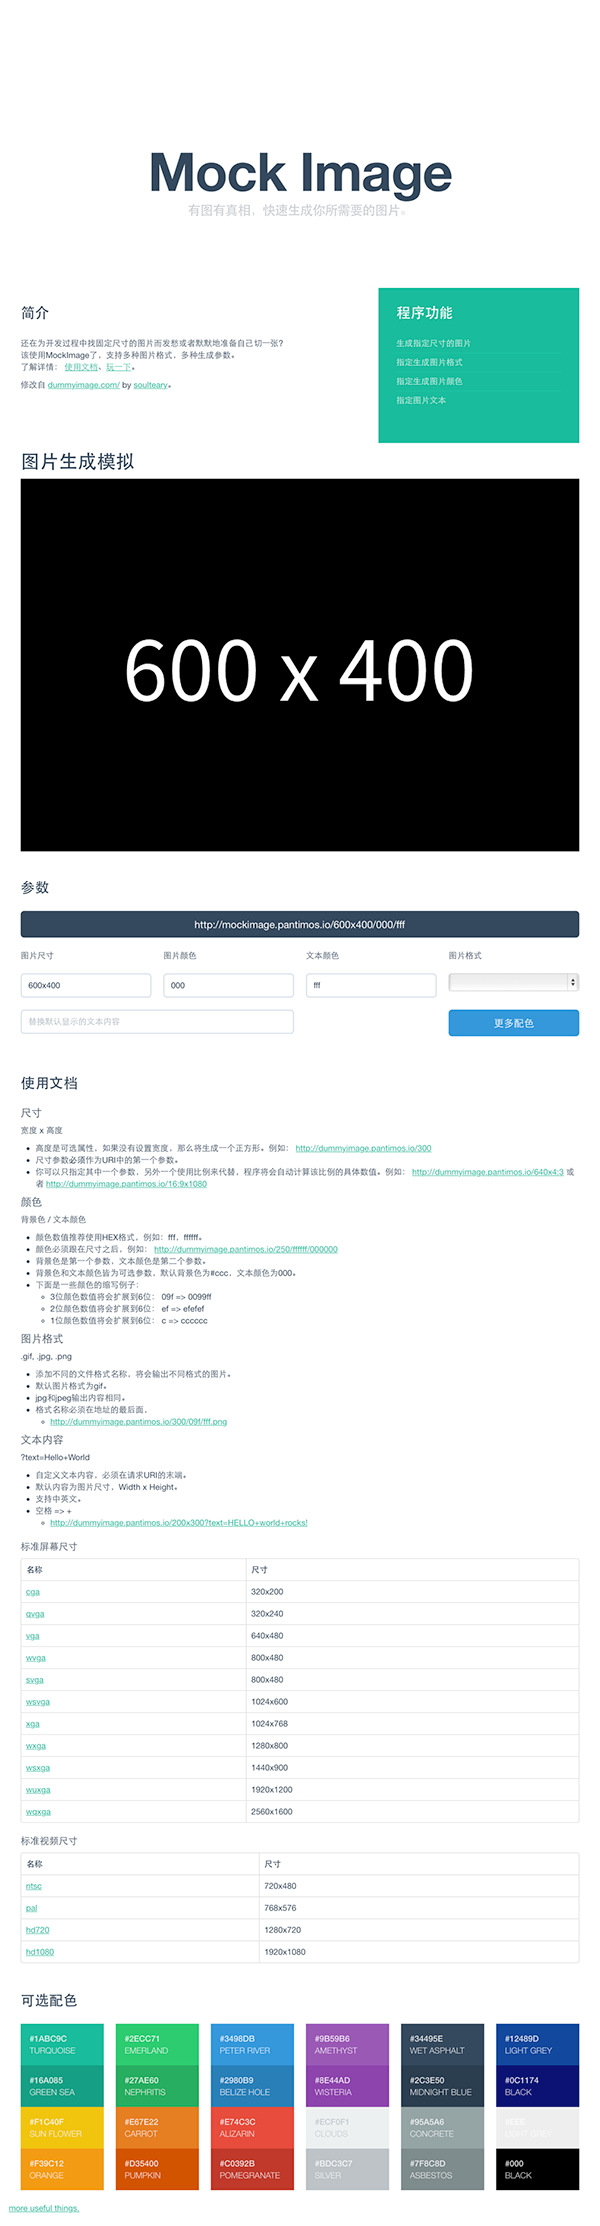 Mock Image
有图有真相，快速生成你所需要的图片。
简介
还在为开发过程中找固定尺寸的图片而发愁或者默默地准备自己切一张？
该使用MockImage了，支持多种图片格式，多种生成参数。
了解详情： 使用文档、玩一下。
修改自 dummyimage.com/ by soulteary。
程序功能
生成指定尺寸的图片
指定生成图片格式
指定生成图片颜色
指定图片文本
图片生成模拟
600 x 400
参数
http://mockimage.pantimos.io/600x400/000/fff
图片尺寸 图片颜色 文本颜色 图片格式
600x400 000 fff
替换默认显示的文本内容 更多配色
使用文档
尺寸
宽度 x 高度
高度是可选属性，如果没有设置宽度，那么将生成一个正方形。例如： http://dummyimage.pantimos.io/300
尺寸参数必须作为URI中的第一个参数。
你可以只指定其中一个参数，另外一个使用比例来代替，程序将会自动计算该比例的具体数值。例如： http://dummyimage.pantimos.io/640x4:3 或
者 http://dummyimage.pantimos.io/16:9x1080
颜色
背景色 / 文本颜色
颜色数值推荐使用HEX格式，例如：fff，ffffff。
颜色必须跟在尺寸之后，例如： http://dummyimage.pantimos.io/250/ffffff/000000
背景色是第一个参数，文本颜色是第二个参数。
背景色和文本颜色皆为可选参数，默认背景色为#ccc，文本颜色为000。
下面是一些颜色的缩写例子：
3位颜色数值将会扩展到6位： 09f => 0099ff
2位颜色数值将会扩展到6位： ef => efefef
1位颜色数值将会扩展到6位： c => cccccc
图片格式
.gif, .jpg, .png
添加不同的文件格式名称，将会输出不同格式的图片。
默认图片格式为gif。
jpg和jpeg输出内容相同。
格式名称必须在地址的最后面，
http://dummyimage.pantimos.io/300/09f/fff.png
文本内容
?text=Hello+World
自定义文本内容，必须在请求URI的末端。
默认内容为图片尺寸，Width x Height。
支持中英文。
空格 => +
http://dummyimage.pantimos.io/200x300?text=HELLO+world+rocks!
标准屏幕尺寸
名称 尺寸
cga 320x200
qvga 320x240
vga 640x480
wvga 800x480
svga 800x480
wsvga 1024x600
xga 1024x768
wxga 1280x800
wsxga 1440x900
wuxga 1920x1200
wqxga 2560x1600
标准视频尺寸
名称 尺寸
ntsc 720x480
pal 768x576
hd720 1280x720
hd1080 1920x1080
可选配色
#1ABC9C #2ECC71 #3498DB #9B59B6 #34495E #12489D
TURQUOISE EMERLAND PETER RIVER AMETHYST WET ASPHALT LIGHT GREY
#16A085 #27AE60 #2980B9 #8E44AD #2C3E50 #0C1174
GREEN SEA NEPHRITIS BELIZE HOLE WISTERIA MIDNIGHT BLUE BLACK
#F1C40F #E67E22 #E74C3C #ECF0F1 #95A5A6 #EEE
SUN FLOWER CARROT ALIZARIN CLOUDS CONCRETE LIGHT GREY
#F39C12 #D35400 #C0392B #BDC3C7 #7F8C8D #000
ORANGE PUMPKIN POMEGRANATE SILVER ASBESTOS BLACK
more useful things.